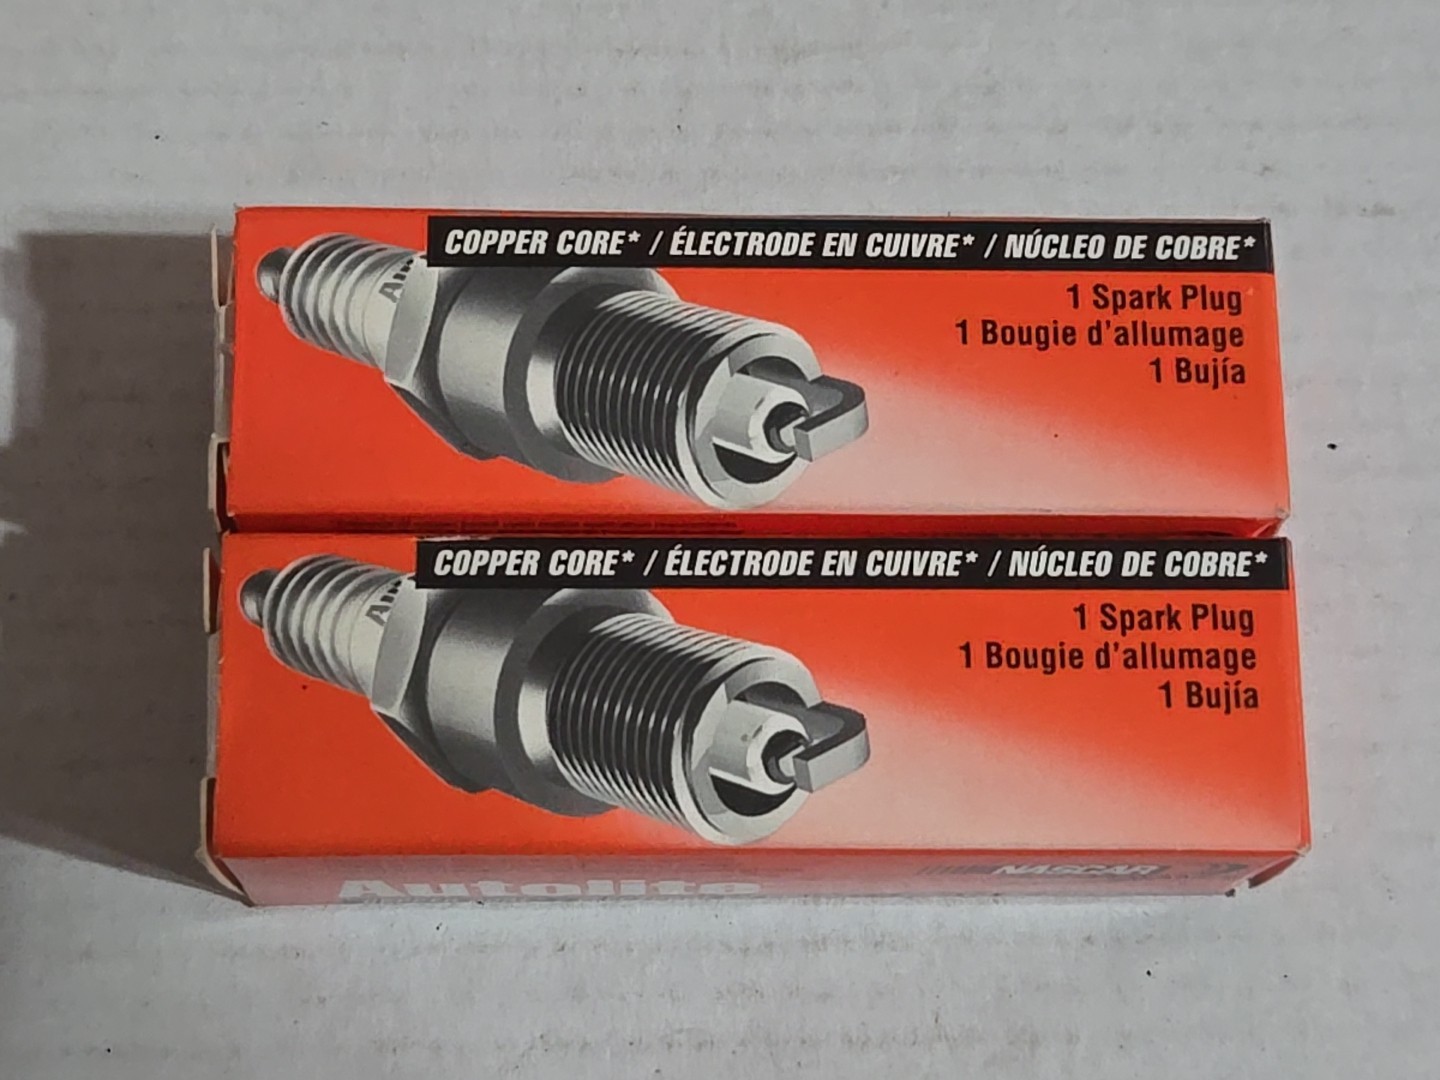 COPPER CORE* / ÉLECTRODE EN CUIVRE* / NÚCLEO DE COBRE*
1 Spark Plug
1 Bougie d'allumage
1 Bujía
COPPER CORE* / ÉLECTRODE EN CUIVRE* / NÚCLEO DE COBRE*
1 Spark Plug
1 Bougie d'allumage
1 Bujía
Autolite
NASCAR